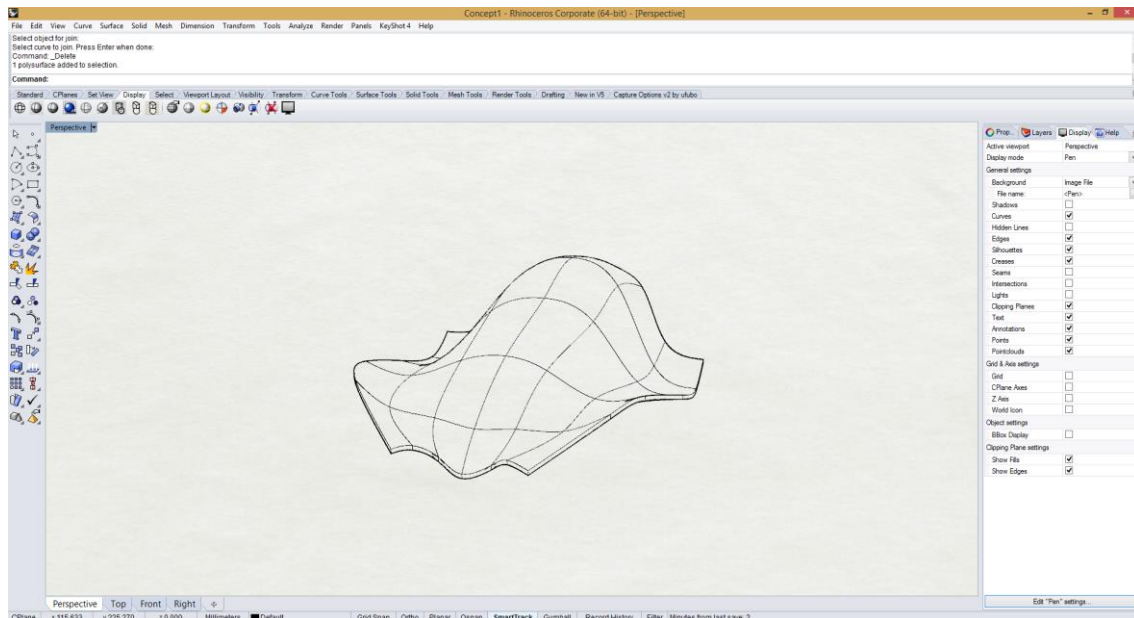 Concept1 - Rhinoceros Corporate (64-bit) - [Perspective]
File Edit View Curve Surface Solid Mesh Dimension Transform Tools Analyze Render Panels KeyShot 4 Help
Select object for join:
Select curve to join. Press Enter when done:
Command: _Delete
1 polysurface added to selection.
Command:
Standard CPlanes Set View Display Select Viewport Layout Visibility Transform Curve Tools Surface Tools Solid Tools Mesh Tools Render Tools Drafting New in V5 Capture Options v2 by ufubo
Perspective
Prop... Layers Display Help
Active viewport Perspective
Display mode Pen
General settings
Background Image File
File name: <Pen>
Shadows
Curves
Hidden Lines
Edges
Silhouettes
Creases
Seams
Intersections
Lights
Clipping Planes
Text
Annotations
Points
Pointclouds
Grid & Axis settings
Grid
CPlane Axes
Z Axis
World Icon
Object settings
BBox Display
Clipping Plane settings
Show Fills
Show Edges
Edit "Pen" settings...
Perspective Top Front Right
CPlane x 115.633 y 225.270 z 0.000 Millimeters Default Grid Snap Ortho Planar Osnap SmartTrack Gumball Record History Filter Minutes from last save: 2